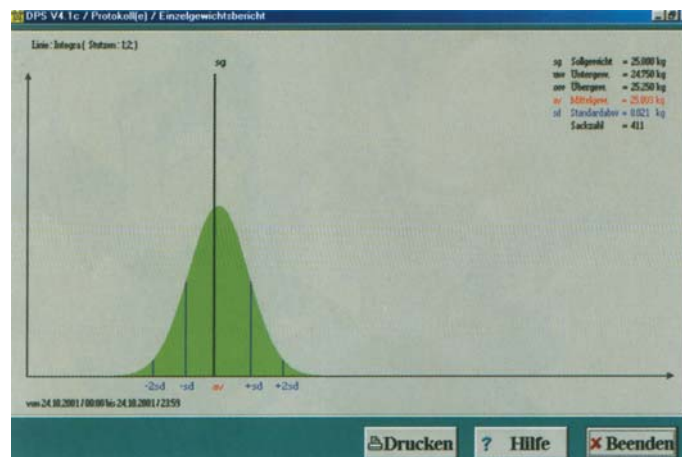 DPS V4.1c / Protokoll(e) / Einzelgewichtsbericht
Linie: Integra ( Stutzen: 1;2; )
sg
sg Sollgewicht = 25.000 kg
Untergew. = 24.750 kg
Übergew. = 25.250 kg
av Mittelgew. = 25.003 kg
sd Standardabw = 0.021 kg
Sackzahl = 411
-2sd -sd av +sd +2sd
von 24.10.2001 / 00:00 bis 24.10.2001 / 23:59
Drucken ? Hilfe Beenden